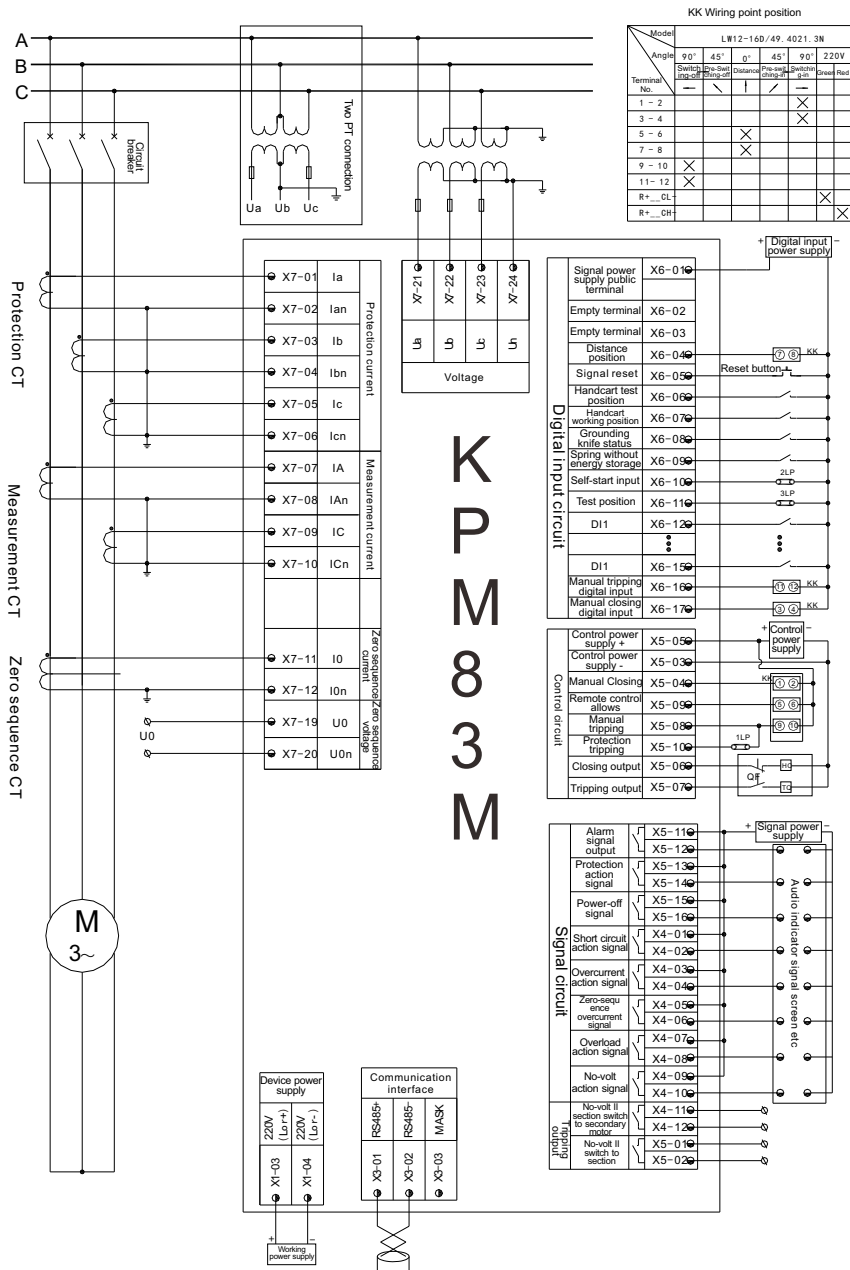 KK Wiring point position
Model
LW12-16D/49.4021.3N
Angle
90° 45° 0° 45° 90° 220V
Terminal No.
Switching-off
Pre-Switching-off
Distance
Pre-switching-in
Switching-in
Green
Red
1 - 2
3 - 4
5 - 6
7 - 8
9 - 10
11- 12
R+__CL-
R+__CH-
A
B
C
Circuit breaker
Two PT connection
Ua Ub Uc
Protection CT
Measurement CT
Zero sequence CT
X7-01 Ia
X7-02 Ian
X7-03 Ib
X7-04 Ibn
X7-05 Ic
X7-06 Icn
Protection current
X7-07 IA
X7-08 IAn
X7-09 IC
X7-10 ICn
Measurement current
X7-11 I0
X7-12 I0n
Zero sequence current
X7-19 U0
X7-20 U0n
Zero sequence voltage
U0
X7-21 X7-22 X7-23 X7-24
Ua Ub Uc Un
Voltage
KPM83M
M
3~
Digital input circuit
+ Digital input power supply -
Signal power supply public terminal X6-01
Empty terminal X6-02
Empty terminal X6-03
Distance position X6-04 7 8 KK
Signal reset X6-05 Reset button
Handcart test position X6-06
Handcart working position X6-07
Grounding knife status X6-08
Spring without energy storage X6-09
Self-start input X6-10 2LP
Test position X6-11 3LP
DI1 X6-12
DI1 X6-15
Manual tripping digital input X6-16 11 12 KK
Manual closing digital input X6-17 3 4 KK
Control circuit
+ Control power supply -
Control power supply + X5-05
Control power supply - X5-03
Manual Closing X5-04 KK 1 2
Remote control allows X5-09 5 6
Manual tripping X5-08 9 10
Protection tripping X5-10 1LP
Closing output X5-06 HC
QF
Tripping output X5-07 TQ
Signal circuit
+ Signal power supply -
Alarm signal output X5-11
X5-12
Protection action signal X5-13
X5-14
Power-off signal X5-15
X5-16
Short circuit action signal X4-01
X4-02
Overcurrent action signal X4-03
X4-04
Zero-sequence overcurrent signal X4-05
X4-06
Overload action signal X4-07
X4-08
No-volt action signal X4-09
X4-10
Audio indicator signal screen etc
Tripping output
No-volt II section switch to secondary motor X4-11
X4-12
No-volt II switch to section X5-01
X5-02
Device power supply
220V (Lor+)
220V (Lor-)
X1-03
X1-04
+ -
Working power supply
Communication interface
RS485+
RS485-
MASK
X3-01
X3-02
X3-03